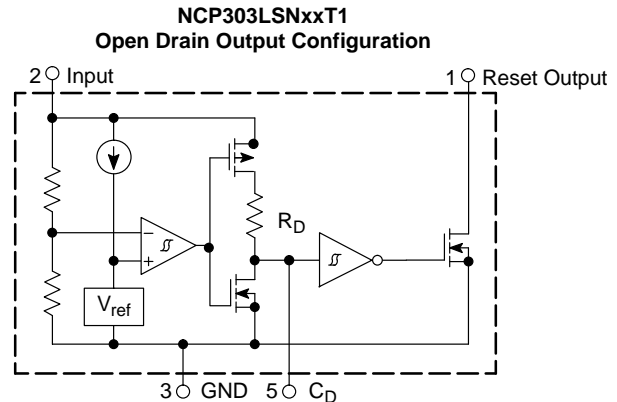 NCP303LSNxxT1
Open Drain Output Configuration
2 Input
1 Reset Output
R_D
−
+
V_ref
3 GND
5 C_D